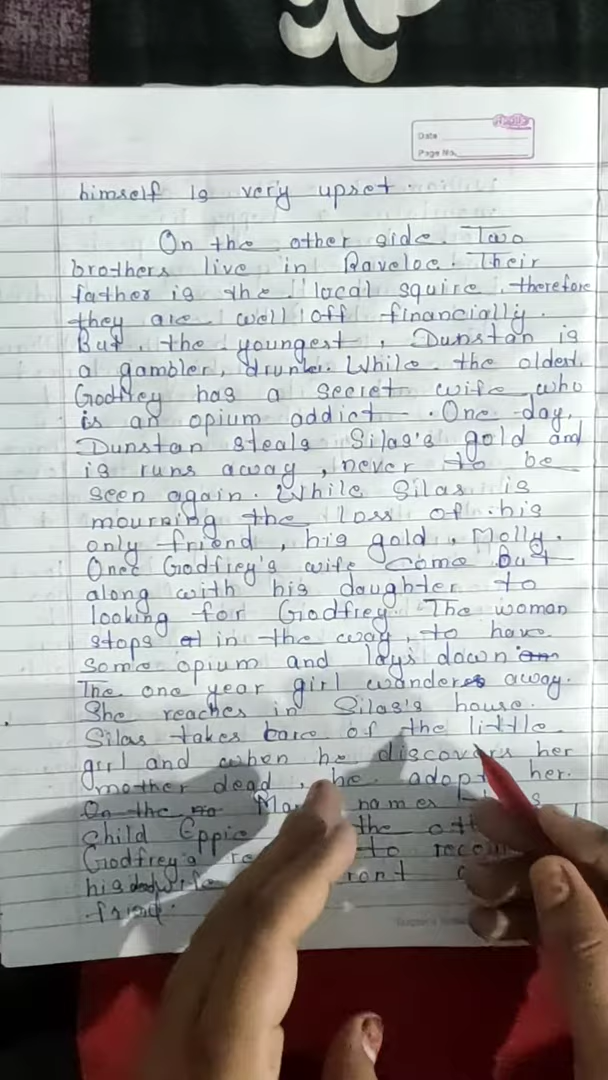 Date
Page No.
himself is very upset.
On the other side. Two
brothers live in Raveloe. Their
father is the local squire, therefore
they are well off financially.
But the youngest, Dunstan is
a gambler, drunker. While the oldest
Godfrey has a secret wife who
is an opium addict. One day,
Dunstan steals Silas's gold and
is runs away, never to be
seen again. While Silas is
mourning the loss of his
only friend, his gold, Molly.
Once Godfrey's wife come out
along with his daughter to
looking for Godfrey. The woman
stops in the way, to have
some opium and lays down
The one year girl wanders away.
She reaches in Silas's house.
Silas takes care of the little
girl and when he discovers her
mother dead, he adopt her.
On the names
child Eppie the
Godfrey's to
his wife
friend.